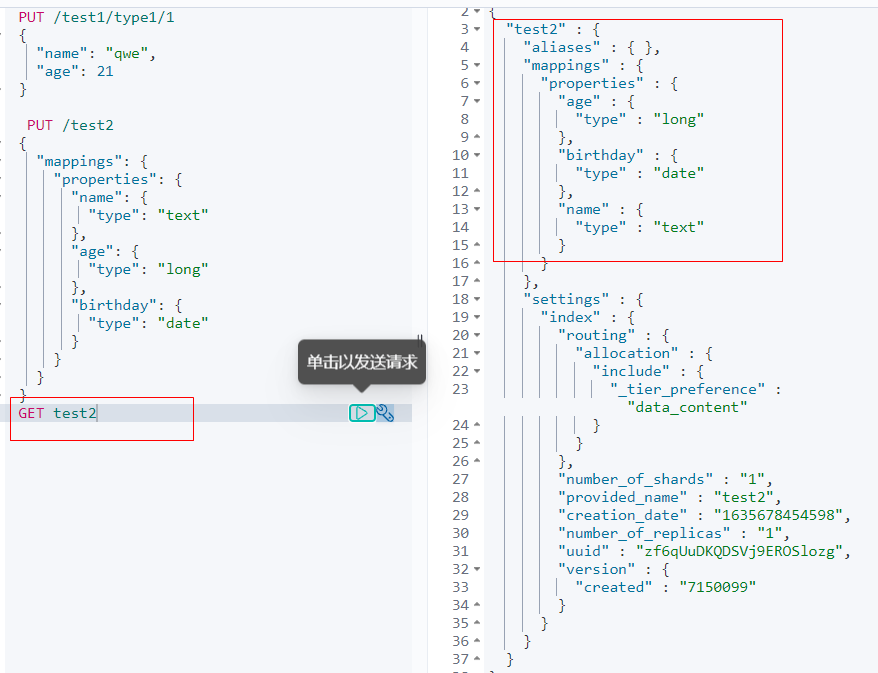 PUT /test1/type1/1
{
"name": "qwe",
"age": 21
}
PUT /test2
{
"mappings": {
"properties": {
"name": {
"type": "text"
},
"age": {
"type": "long"
},
"birthday": {
"type": "date"
}
}
}
}
GET test2
单击以发送请求
2 {
3 "test2" : {
4 "aliases" : { },
5 "mappings" : {
6 "properties" : {
7 "age" : {
8 "type" : "long"
9 },
10 "birthday" : {
11 "type" : "date"
12 },
13 "name" : {
14 "type" : "text"
15 }
16 }
17 },
18 "settings" : {
19 "index" : {
20 "routing" : {
21 "allocation" : {
22 "include" : {
23 "_tier_preference" :
"data_content"
24 }
25 }
26 },
27 "number_of_shards" : "1",
28 "provided_name" : "test2",
29 "creation_date" : "1635678454598",
30 "number_of_replicas" : "1",
31 "uuid" : "zf6qUuDKQDSVj9EROSlozg",
32 "version" : {
33 "created" : "7150099"
34 }
35 }
36 }
37 }